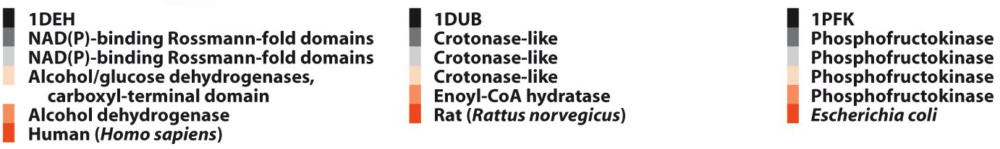 1DEH
NAD(P)-binding Rossmann-fold domains
NAD(P)-binding Rossmann-fold domains
Alcohol/glucose dehydrogenases,
carboxyl-terminal domain
Alcohol dehydrogenase
Human (Homo sapiens)
1DUB
Crotonase-like
Crotonase-like
Crotonase-like
Enoyl-CoA hydratase
Rat (Rattus norvegicus)
1PFK
Phosphofructokinase
Phosphofructokinase
Phosphofructokinase
Phosphofructokinase
Escherichia coli